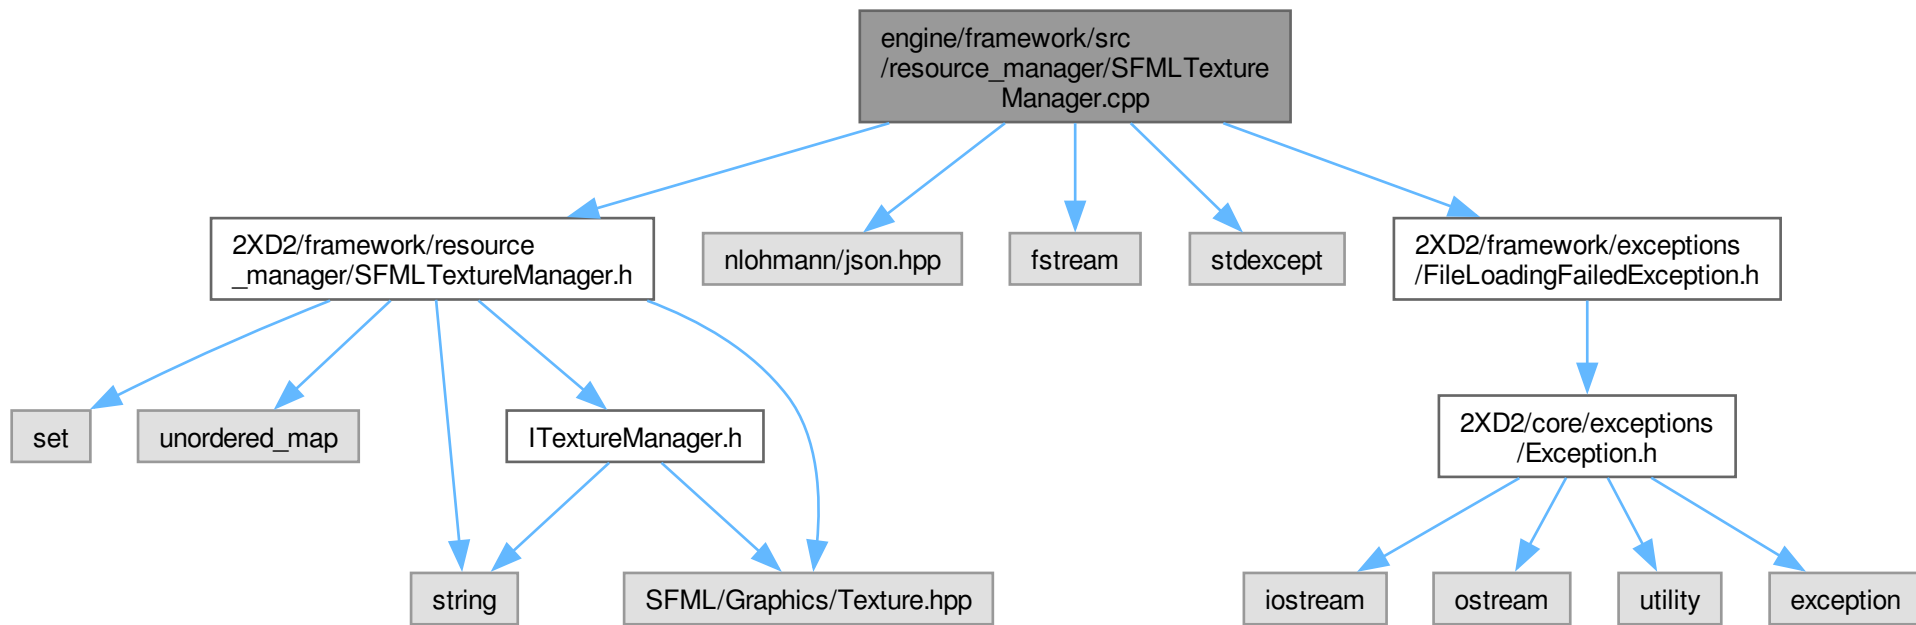 engine/framework/src
/resource_manager/SFMLTexture
Manager.cpp
2XD2/framework/resource
_manager/SFMLTextureManager.h
nlohmann/json.hpp
fstream
stdexcept
2XD2/framework/exceptions
/FileLoadingFailedException.h
set
unordered_map
ITextureManager.h
2XD2/core/exceptions
/Exception.h
string
SFML/Graphics/Texture.hpp
iostream
ostream
utility
exception